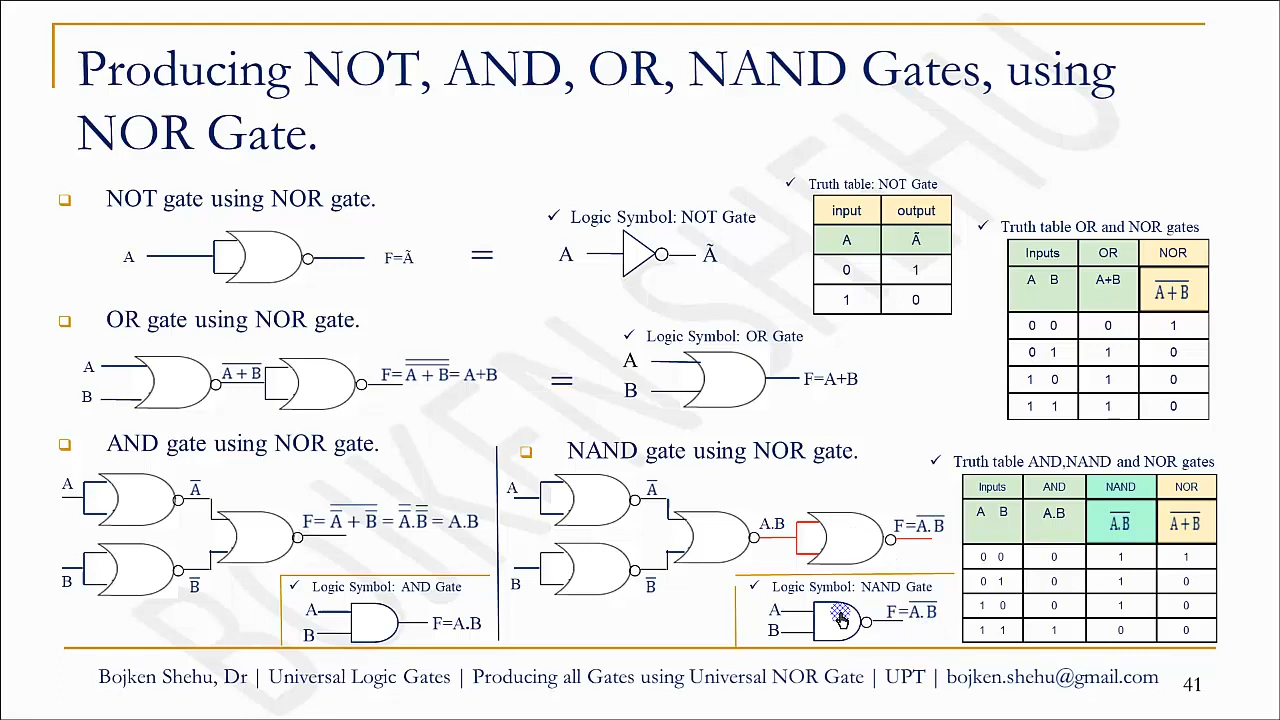 Producing NOT, AND, OR, NAND Gates, using
NOR Gate.
❑ NOT gate using NOR gate.
A
F=Ã
=
✓ Logic Symbol: NOT Gate
A
Ã
✓ Truth table: NOT Gate
input output
A Ã
0 1
1 0
✓ Truth table OR and NOR gates
Inputs OR NOR
A B A+B A̅ ̅+̅ ̅B̅
0 0 0 1
0 1 1 0
1 0 1 0
1 1 1 0
❑ OR gate using NOR gate.
A
B
A̅ ̅+̅ ̅B̅
F= A̿ ̿+̿ ̿B̿ = A+B
=
✓ Logic Symbol: OR Gate
A
B
F=A+B
❑ AND gate using NOR gate.
A
A̅
B
B̅
F= A̿ ̅+̅ ̅B̿ = A̿.B̿ = A.B
✓ Logic Symbol: AND Gate
A
B
F=A.B
❑ NAND gate using NOR gate.
A
A̅
B
B̅
A.B
F=A̅.̅B̅
✓ Logic Symbol: NAND Gate
A
B
F=A̅.̅B̅
✓ Truth table AND,NAND and NOR gates
Inputs AND NAND NOR
A B A.B A̅.̅B̅ A̅+̅B̅
0 0 0 1 1
0 1 0 1 0
1 0 0 1 0
1 1 1 0 0
Bojken Shehu, Dr | Universal Logic Gates | Producing all Gates using Universal NOR Gate | UPT | bojken.shehu@gmail.com 41
BOJKEN SHEHU